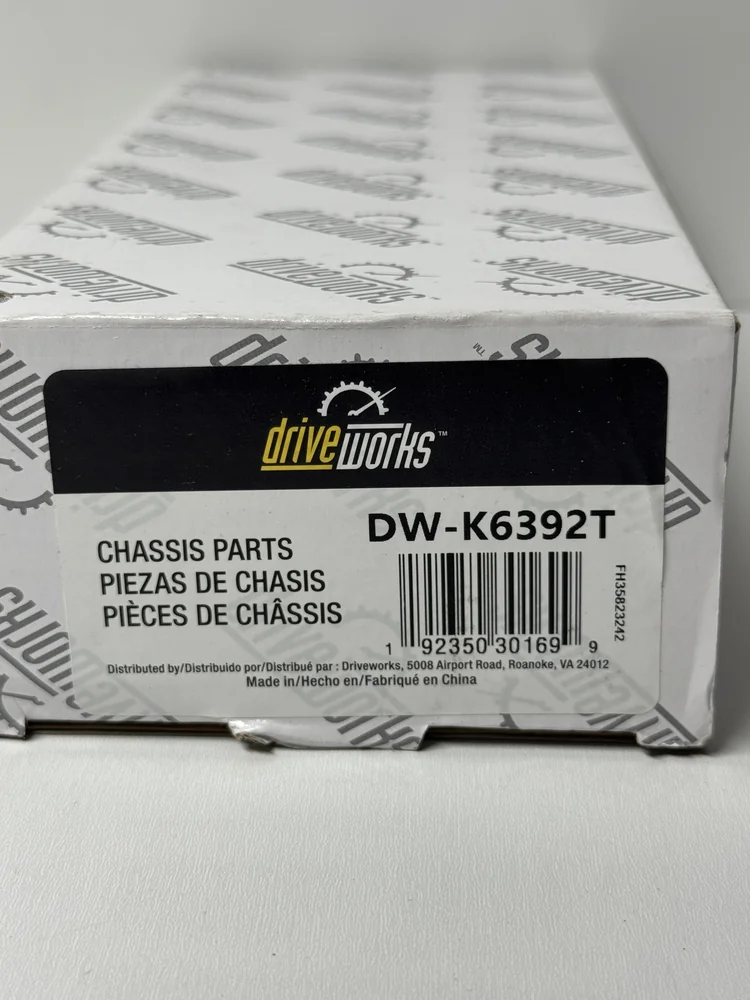 driveworks™
DW-K6392T
CHASSIS PARTS
PIEZAS DE CHASIS
PIÈCES DE CHÂSSIS
FH35823242
1 92350 30169 9
Distributed by/Distribuido por/Distribué par : Driveworks, 5008 Airport Road, Roanoke, VA 24012
Made in/Hecho en/Fabriqué en China